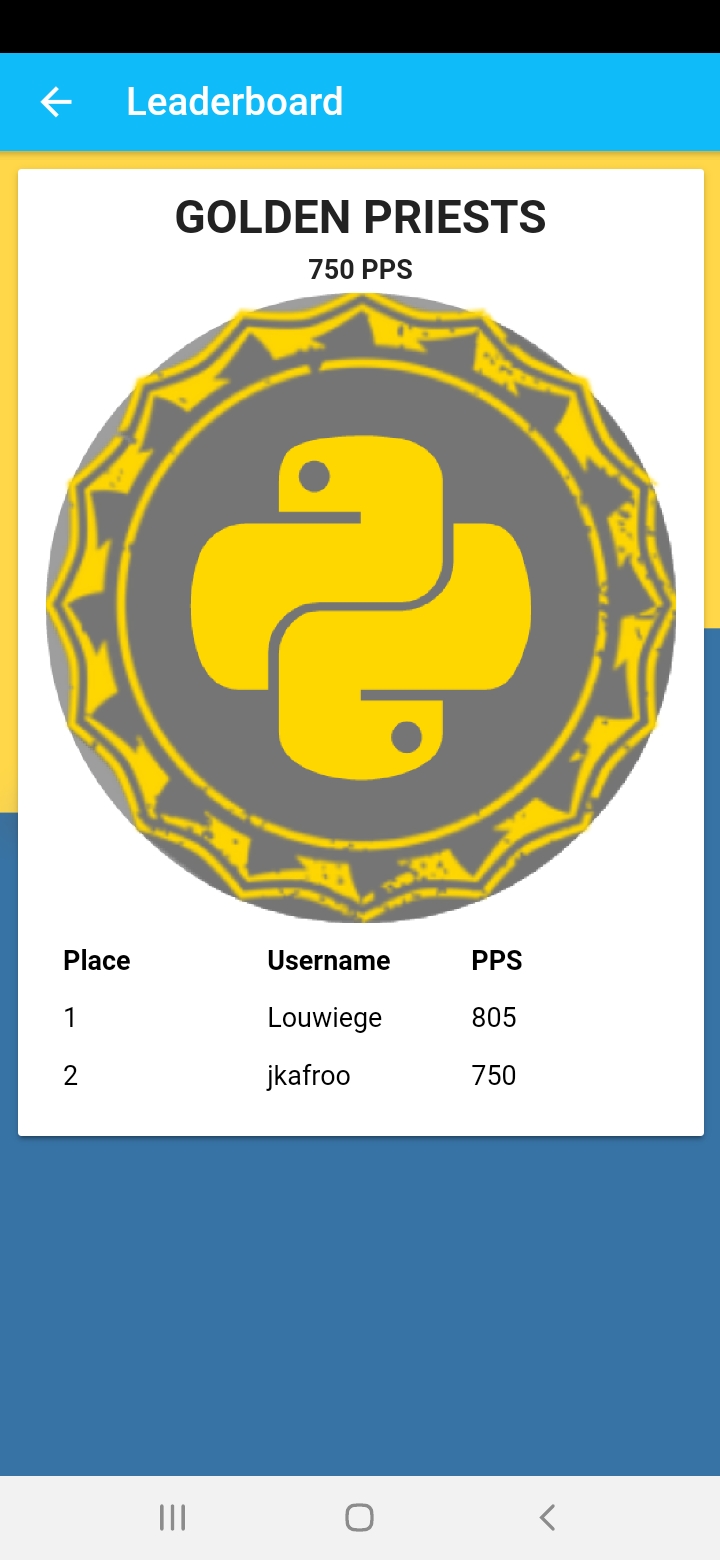 Leaderboard
GOLDEN PRIESTS
750 PPS
Place Username PPS
1 Louwiege 805
2 jkafroo 750